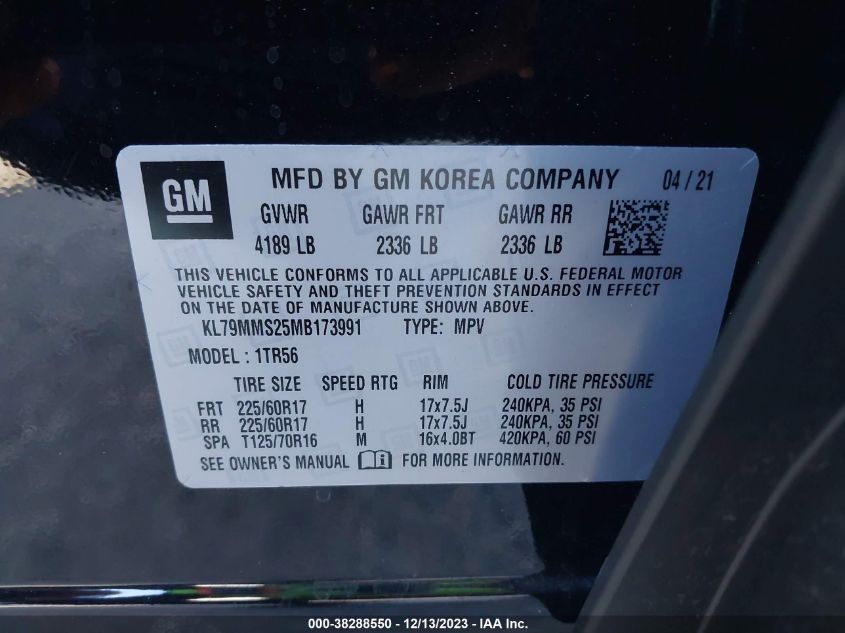 GM MFD BY GM KOREA COMPANY 04 / 21
GVWR GAWR FRT GAWR RR
4189 LB 2336 LB 2336 LB
THIS VEHICLE CONFORMS TO ALL APPLICABLE U.S. FEDERAL MOTOR
VEHICLE SAFETY AND THEFT PREVENTION STANDARDS IN EFFECT
ON THE DATE OF MANUFACTURE SHOWN ABOVE.
KL79MMS25MB173991 TYPE: MPV
MODEL : 1TR56
TIRE SIZE SPEED RTG RIM COLD TIRE PRESSURE
FRT 225/60R17 H 17x7.5J 240KPA, 35 PSI
RR 225/60R17 H 17x7.5J 240KPA, 35 PSI
SPA T125/70R16 M 16x4.0BT 420KPA, 60 PSI
SEE OWNER'S MANUAL FOR MORE INFORMATION.
000-38288550 - 12/13/2023 - IAA Inc.